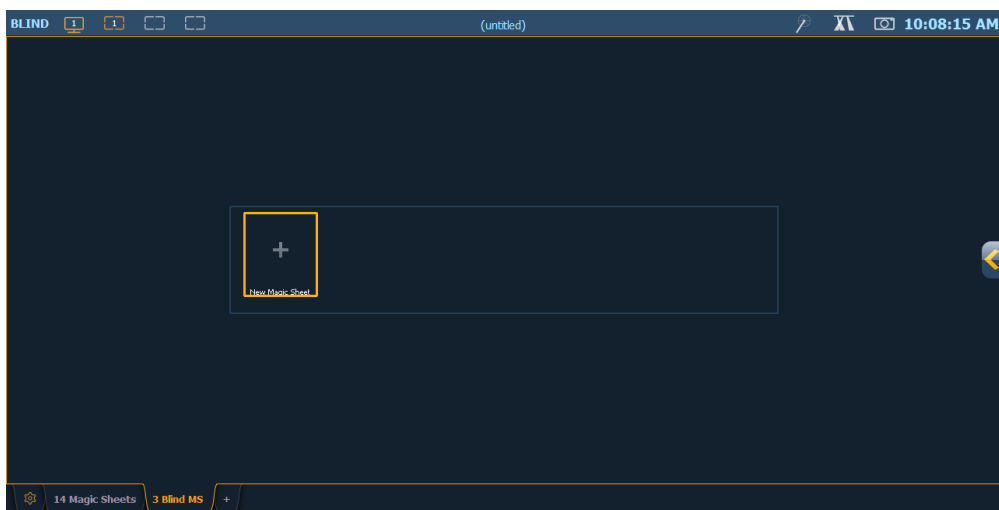 BLIND 1 1 (untitled) 10:08:15 AM
New Magic Sheet
14 Magic Sheets 3 Blind MS +